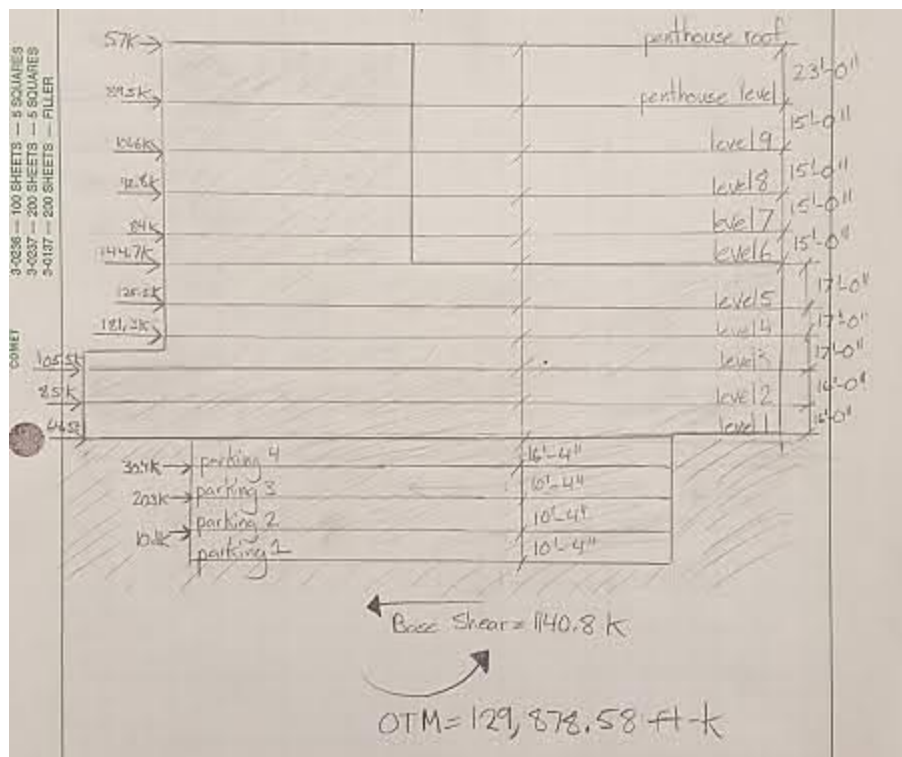 3-0236 — 100 SHEETS — 5 SQUARES
3-0237 — 200 SHEETS — 5 SQUARES
3-0137 — 200 SHEETS — FILLER
COMET
57K
penthouse roof
23'-0"
penthouse level
15'-0"
level 9
15'-0"
level 8
15'-0"
84K
level 7
15'-0"
144.7K
level 6
17'-0"
level 5
17'-0"
level 4
17'-0"
level 3
16'-0"
85K
level 2
16'-0"
level 1
16'-4"
parking 4
10'-4"
parking 3
10'-4"
parking 2
10'-4"
parking 1
Base Shear = 1140.8 K
OTM = 129,878.58 ft-k